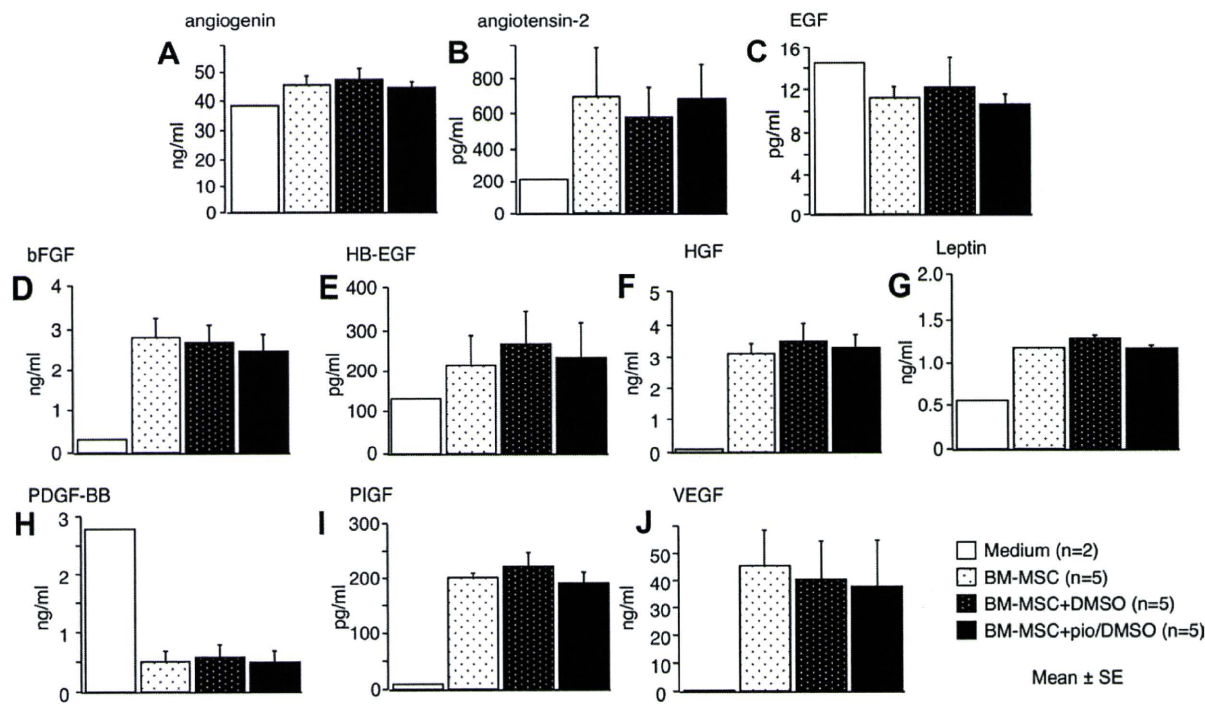 angiogenin
angiotensin-2
EGF
A
B
C
50
40
30
20
10
0
ng/ml
800
600
400
200
0
pg/ml
16
12
8
4
0
pg/ml
bFGF
HB-EGF
HGF
Leptin
D
E
F
G
4
3
2
1
0
ng/ml
400
300
200
100
0
pg/ml
5
4
3
2
1
0
ng/ml
2.0
1.5
1.0
0.5
0
ng/ml
PDGF-BB
PIGF
VEGF
H
I
J
3
2
1
0
ng/ml
300
200
100
0
pg/ml
50
40
30
20
10
0
ng/ml
Medium (n=2)
BM-MSC (n=5)
BM-MSC+DMSO (n=5)
BM-MSC+pio/DMSO (n=5)
Mean ± SE